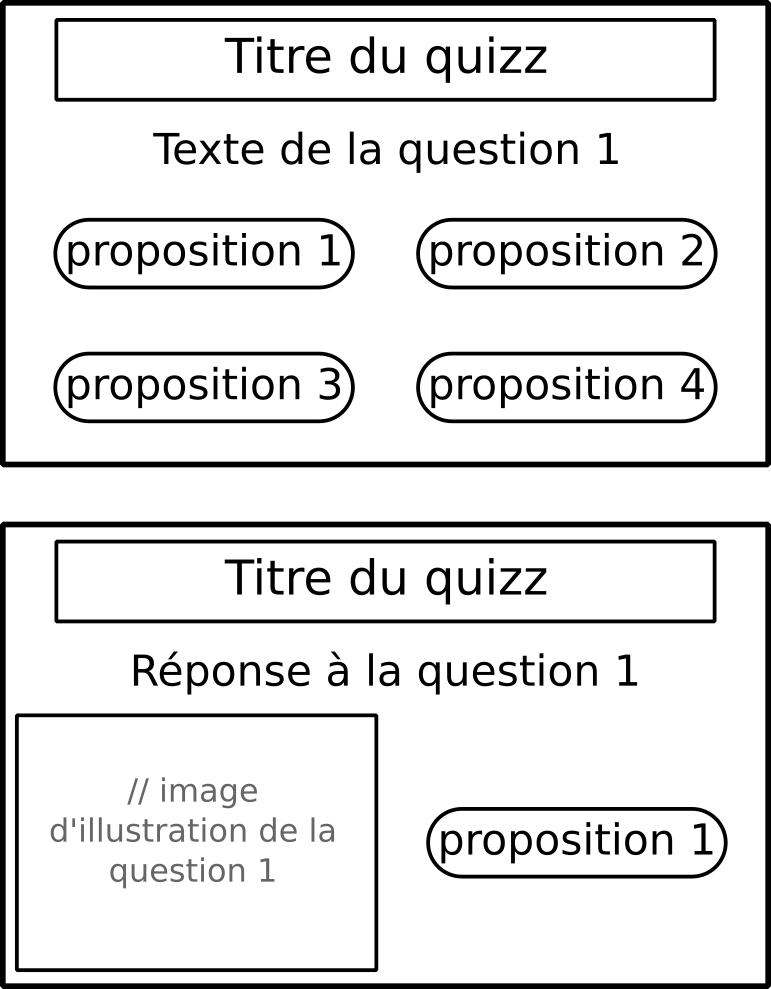 Titre du quizz
Texte de la question 1
proposition 1
proposition 2
proposition 3
proposition 4
Titre du quizz
Réponse à la question 1
// image
d'illustration de la
question 1
proposition 1